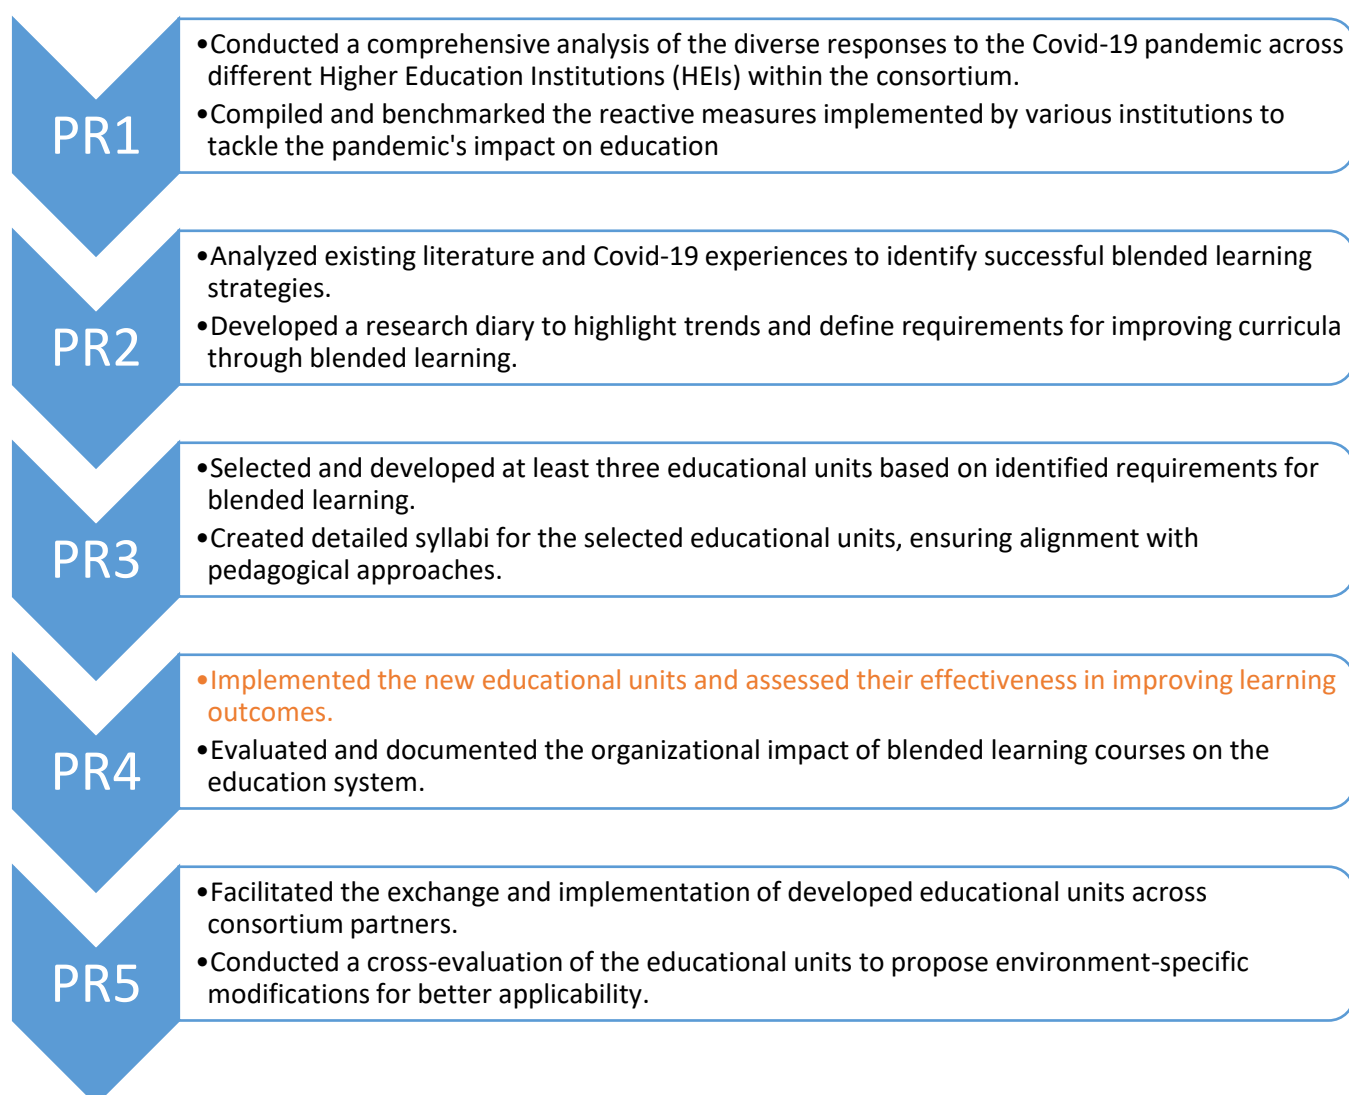 PR1
•Conducted a comprehensive analysis of the diverse responses to the Covid-19 pandemic across
different Higher Education Institutions (HEIs) within the consortium.
•Compiled and benchmarked the reactive measures implemented by various institutions to
tackle the pandemic's impact on education
PR2
•Analyzed existing literature and Covid-19 experiences to identify successful blended learning
strategies.
•Developed a research diary to highlight trends and define requirements for improving curricula
through blended learning.
PR3
•Selected and developed at least three educational units based on identified requirements for
blended learning.
•Created detailed syllabi for the selected educational units, ensuring alignment with
pedagogical approaches.
PR4
•Implemented the new educational units and assessed their effectiveness in improving learning
outcomes.
•Evaluated and documented the organizational impact of blended learning courses on the
education system.
PR5
•Facilitated the exchange and implementation of developed educational units across
consortium partners.
•Conducted a cross-evaluation of the educational units to propose environment-specific
modifications for better applicability.